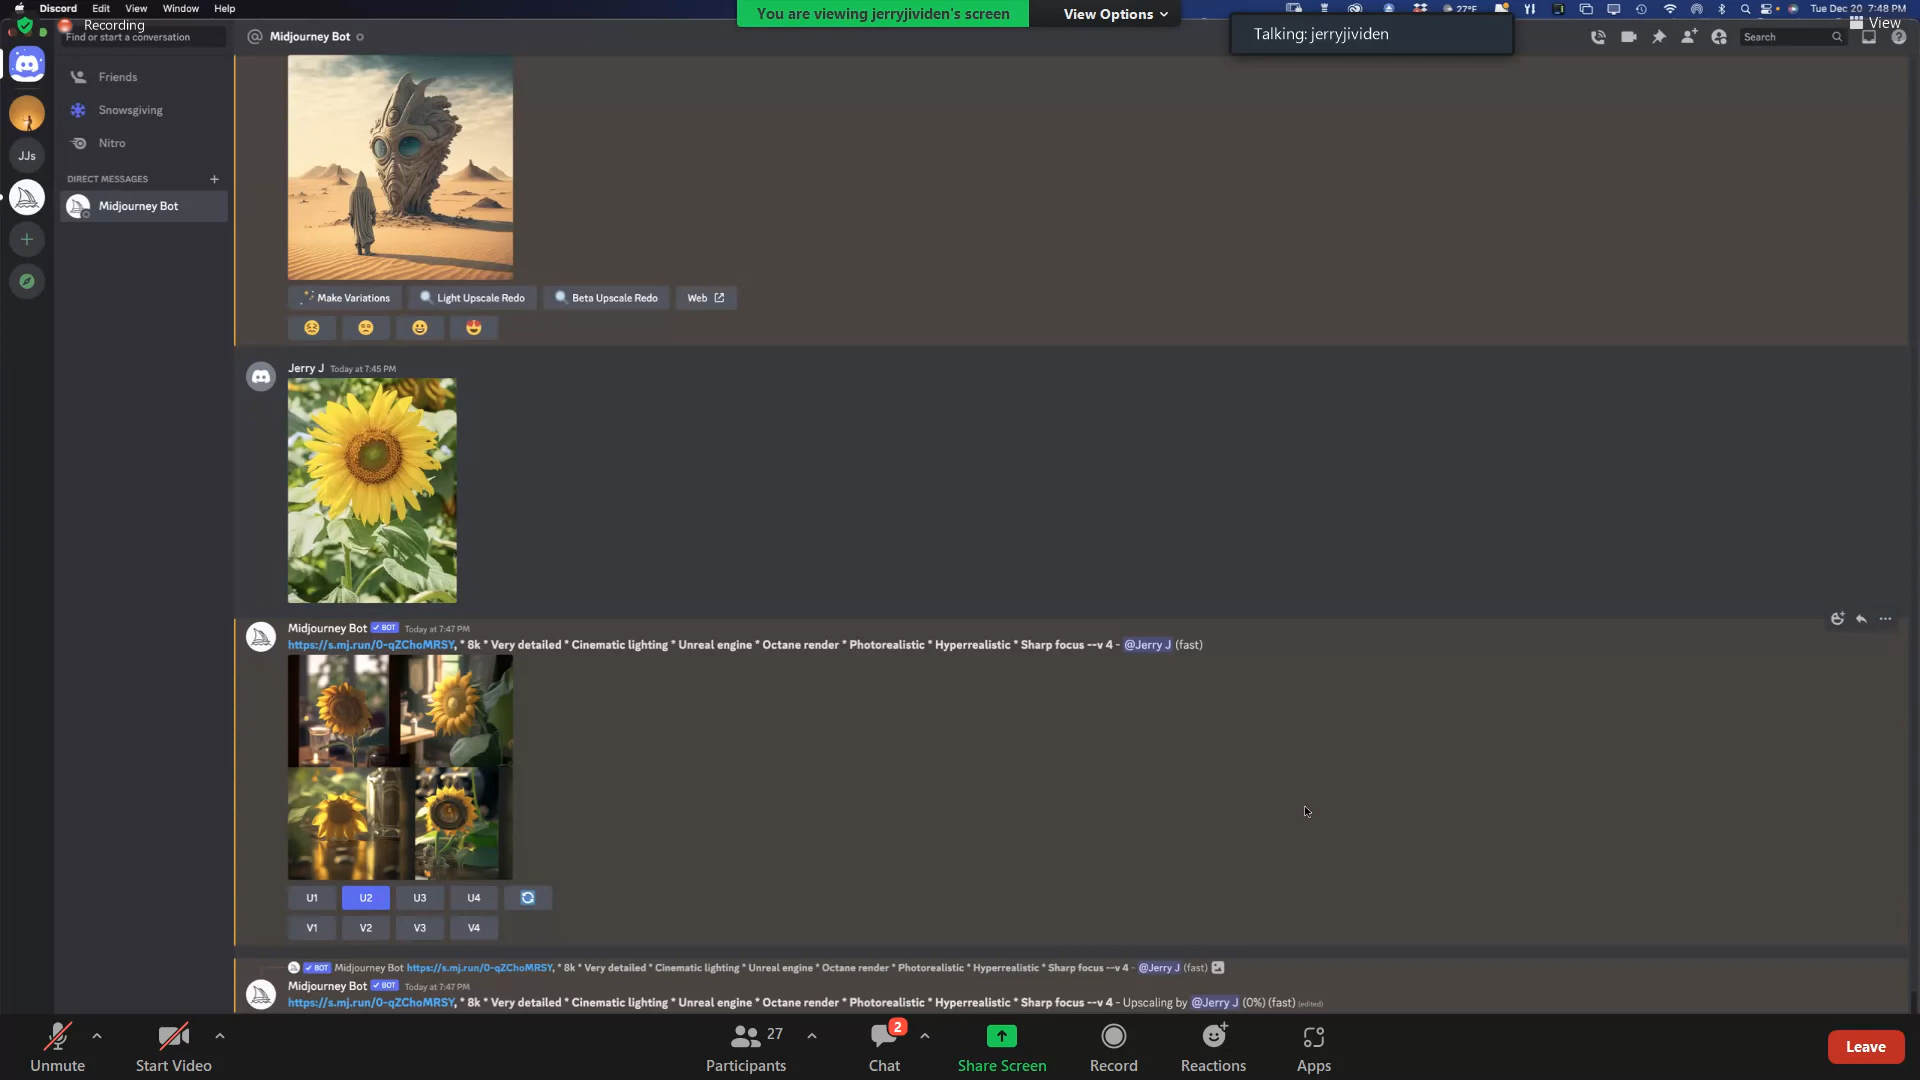 Discord Edit View Window Help
You are viewing jerryjividen's screen
View Options
27°F
Tue Dec 20 7:48 PM
Recording
View
Talking: jerryjividen
Find or start a conversation
Midjourney Bot
Search
Friends
Snowsgiving
Nitro
JJs
DIRECT MESSAGES +
Midjourney Bot
Make Variations Light Upscale Redo Beta Upscale Redo Web
Jerry J Today at 7:45 PM
Midjourney Bot BOT Today at 7:47 PM
https://s.mj.run/0-qZChoMRSY, * 8k * Very detailed * Cinematic lighting * Unreal engine * Octane render * Photorealistic * Hyperrealistic * Sharp focus --v 4 - @Jerry J (fast)
U1 U2 U3 U4
V1 V2 V3 V4
BOT Midjourney Bot https://s.mj.run/0-qZChoMRSY, * 8k * Very detailed * Cinematic lighting * Unreal engine * Octane render * Photorealistic * Hyperrealistic * Sharp focus --v 4 - @Jerry J (fast)
Midjourney Bot BOT Today at 7:47 PM
https://s.mj.run/0-qZChoMRSY, * 8k * Very detailed * Cinematic lighting * Unreal engine * Octane render * Photorealistic * Hyperrealistic * Sharp focus --v 4 - Upscaling by @Jerry J (0%) (fast) (edited)
27
2
Unmute Start Video Participants Chat Share Screen Record Reactions Apps Leave